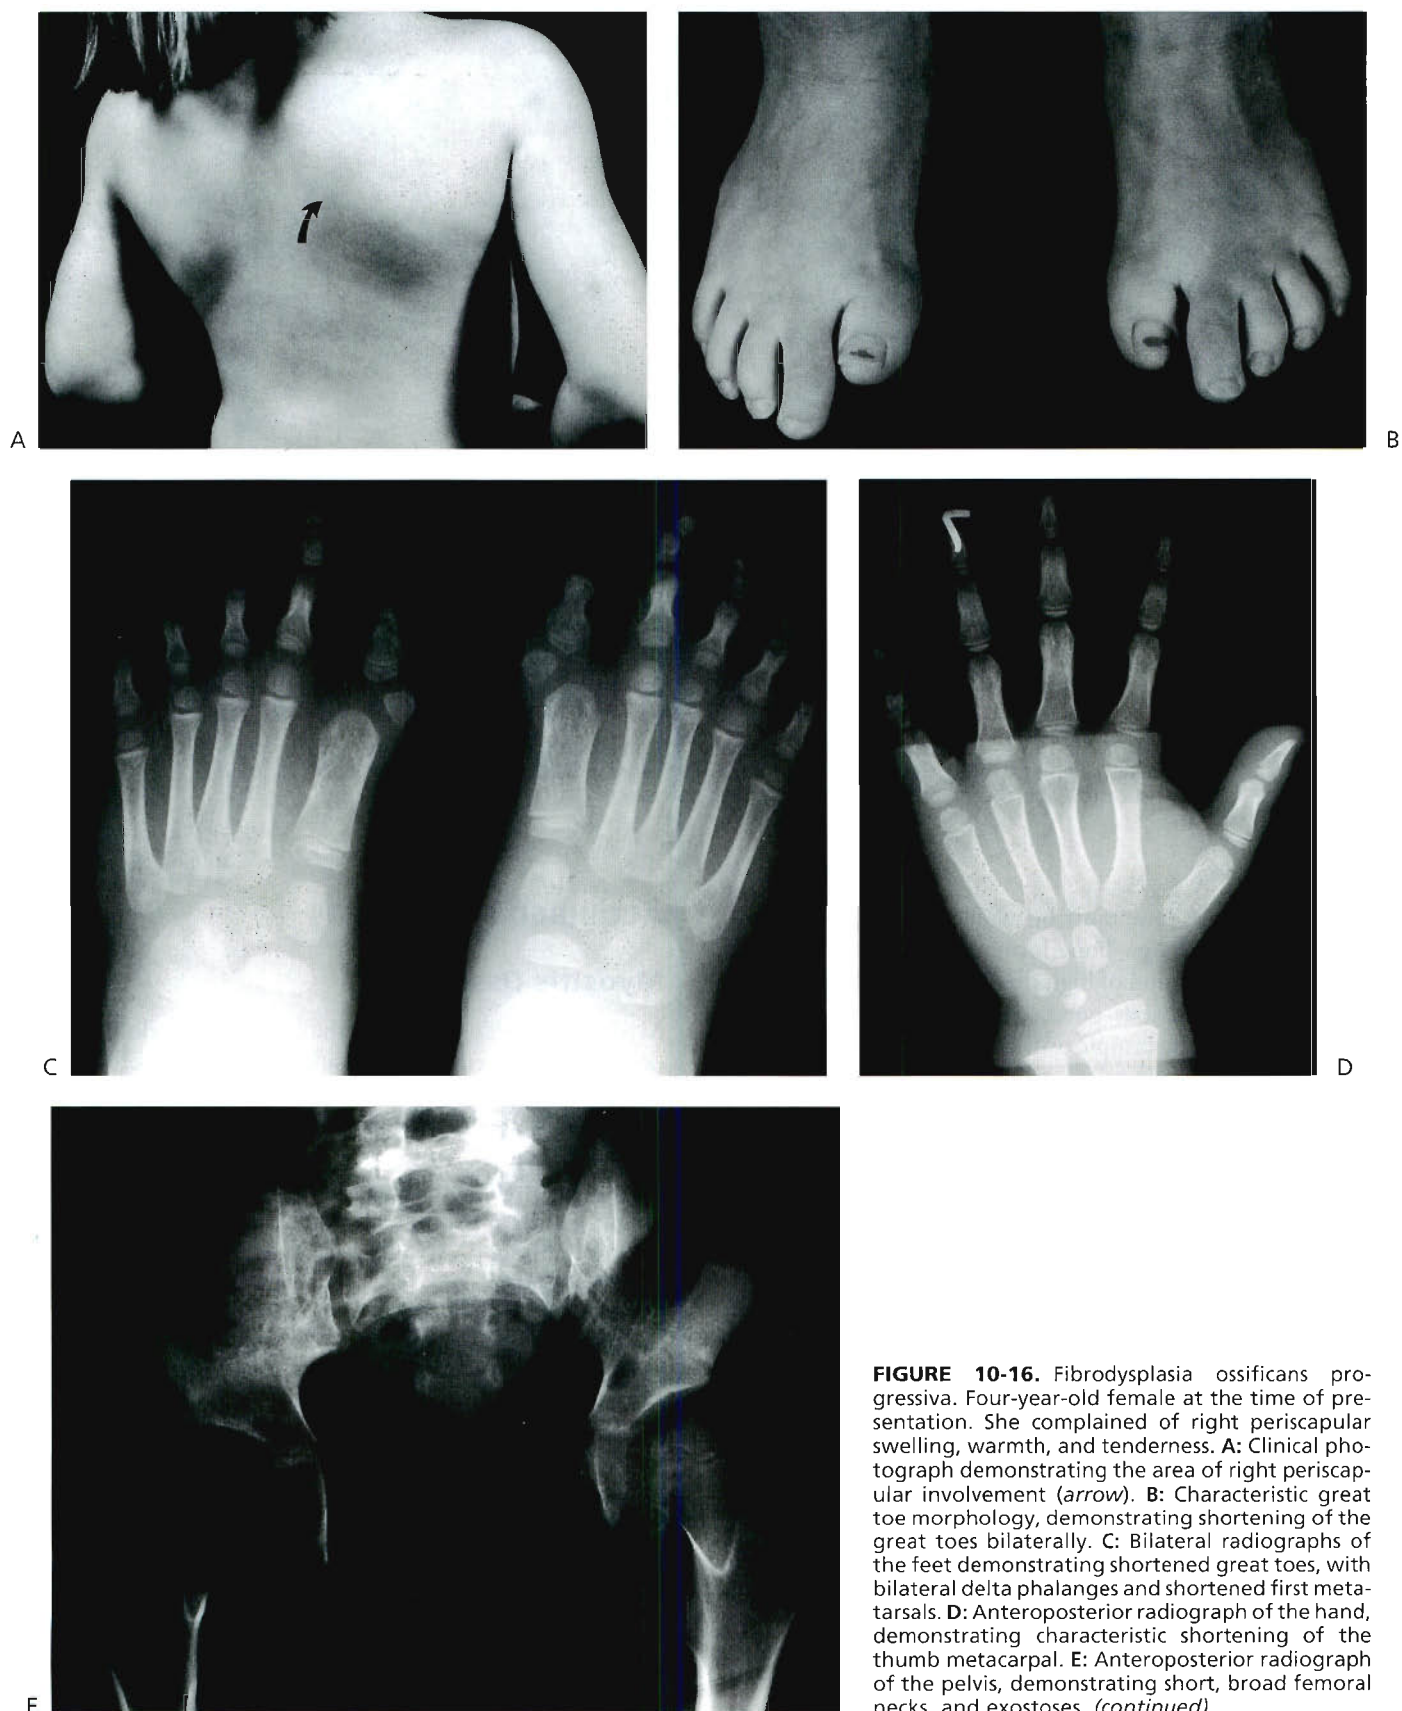 A
B
C
D
E
FIGURE 10-16. Fibrodysplasia ossificans pro-
gressiva. Four-year-old female at the time of pre-
sentation. She complained of right periscapular
swelling, warmth, and tenderness. A: Clinical pho-
tograph demonstrating the area of right periscap-
ular involvement (arrow). B: Characteristic great
toe morphology, demonstrating shortening of the
great toes bilaterally. C: Bilateral radiographs of
the feet demonstrating shortened great toes, with
bilateral delta phalanges and shortened first meta-
tarsals. D: Anteroposterior radiograph of the hand,
demonstrating characteristic shortening of the
thumb metacarpal. E: Anteroposterior radiograph
of the pelvis, demonstrating short, broad femoral
necks, and exostoses. (continued)